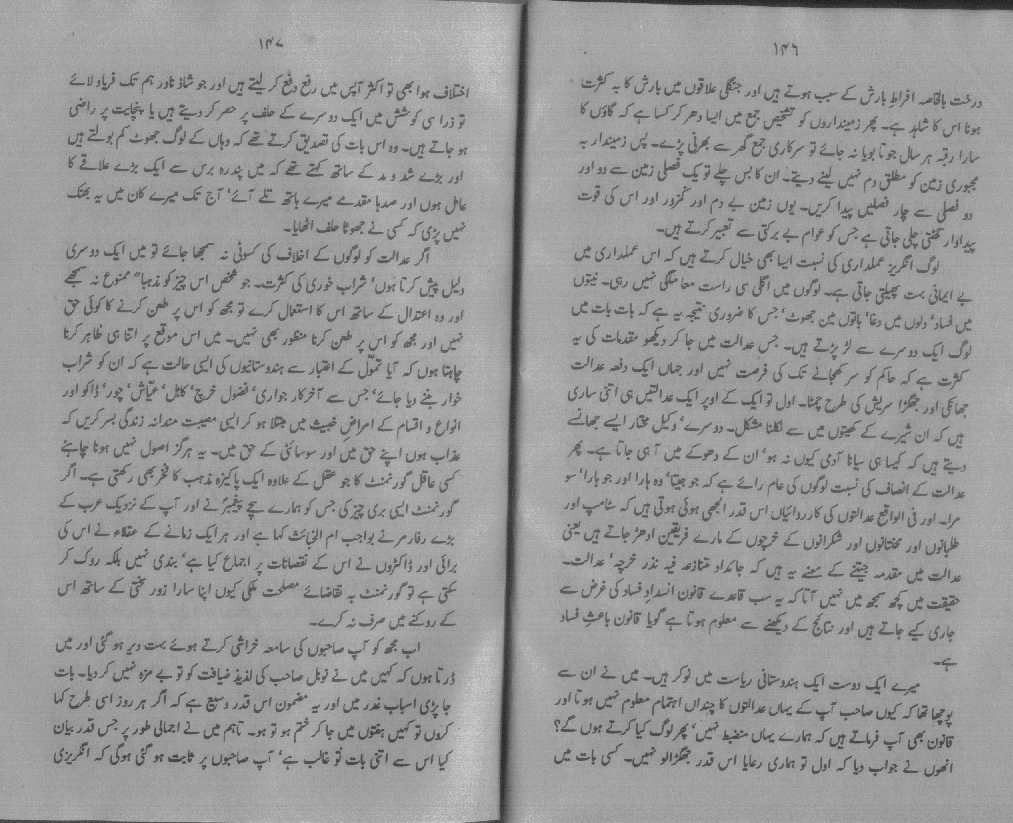 ۱۴۶
درخت بالخاصہ افراطِ بارش کے سبب ہوتے ہیں اور جنگلی علاقوں میں بارش کا بہ کثرت
ہونا اس کا شاہد ہے۔ پھر زمینداروں کو تشخیص جمع میں ایسا دھر کر کسا ہے کہ گاؤں کا
سارا رقبہ ہر سال جوتا بویا نہ جائے تو سرکاری جمع گھر سے بھرنی پڑے۔ پس زمیندار بہ
مجبوری زمین کو مطلق دم نہیں لینے دیتے۔ ان کا بس چلے تو یک فصلی زمین سے دو اور
دو فصلی سے چار فصلیں پیدا کریں۔ یوں زمین بے دم اور کمزور اور اس کی قوت
پیداوار گھٹتی چلی جاتی ہے جس کو عوام بے برکتی سے تعبیر کرتے ہیں۔
لوگ انگریزی عملداری کی نسبت ایسا بھی خیال کرتے ہیں کہ اس عملداری میں
بے ایمانی بہت پھیلتی جاتی ہے۔ لوگوں میں اگلی سی راست معاملگی نہیں رہی۔ نیتوں
میں فساد‘ دلوں میں دغا‘ باتوں میں جھوٹ‘ جس کا ضروری نتیجہ یہ ہے کہ بات بات میں
لوگ ایک دوسرے سے لڑ پڑتے ہیں۔ جس عدالت میں جا کر دیکھو مقدمات کی یہ
کثرت ہے کہ حاکم کو سر کھجانے تک کی فرصت نہیں اور جہاں ایک دفعہ عدالت
جھانکی اور جھگڑا سریش کی طرح چمٹا۔ اول تو ایک کے اوپر ایک عدالتیں ہی اتنی ساری
ہیں کہ ان شیرے کے کھیتوں میں سے نکلنا مشکل۔ دوسرے‘ وکیل مختار ایسے جھانسے
دیتے ہیں کہ کیسا ہی سیانا آدمی کیوں نہ ہو‘ ان کے دھوکے میں آ ہی جاتا ہے۔ پھر
عدالت کے انصاف کی نسبت لوگوں کی عام رائے ہے کہ جو جیتا‘ وہ ہارا اور جو ہارا‘ سو
مرا۔ اور فی الواقع عدالتوں کی کارروائیاں اس قدر الجھی ہوئی ہوتی ہیں کہ سٹامپ اور
طلبانوں اور مختانوں اور شکرانوں کے خرچوں کے مارے فریقین ادھڑ جاتے ہیں یعنی
عدالت میں مقدمہ جیتنے کے معنے یہ ہیں کہ جائداد متنازعہ فیہ نذر خرچہ‘ عدالت۔
حقیقت میں کچھ سمجھ میں نہیں آتا کہ یہ سب قاعدے قانون انسدادِ فساد کی غرض سے
جاری کیے جاتے ہیں اور نتائج کے دیکھنے سے معلوم ہوتا ہے گویا قانون باعثِ فساد
ہے۔
میرے ایک دوست ایک ہندوستانی ریاست میں نوکر ہیں۔ میں نے ان سے
پوچھا تھا کہ کیوں صاحب آپ کے یہاں عدالتوں کا چنداں اہتمام معلوم نہیں ہوتا اور
قانون بھی آپ فرماتے ہیں کہ ہمارے یہاں منضبط نہیں‘ پھر لوگ کیا کرتے ہوں گے؟
انھوں نے جواب دیا کہ اول تو ہماری رعایا اس قدر جھگڑالو نہیں۔ کسی بات میں
۱۴۷
اختلاف ہوا بھی تو اکثر آپس میں رفع دفع کر لیتے ہیں اور جو شاذ نادر ہم تک فریاد لائے
تو ذرا سی کوشش میں ایک دوسرے کے حلف پر حصر کر دیتے ہیں یا پنچایت پر راضی
ہو جاتے ہیں۔ وہ اس بات کی تصدیق کرتے تھے کہ وہاں کے لوگ جھوٹ کم بولتے ہیں
اور بڑے شد و مد کے ساتھ کہتے تھے کہ میں پندرہ برس سے ایک بڑے علاقے کا
عامل ہوں اور صدہا مقدمے میرے ہاتھ تلے آئے‘ آج تک میرے کان میں یہ بھنک
نہیں پڑی کہ کسی نے جھوٹا حلف اٹھایا۔
اگر عدالت کو لوگوں کے اخلاف کی کسوٹی نہ سمجھا جائے تو میں ایک دوسری
دلیل پیش کرتا ہوں‘ شراب خوری کی کثرت۔ جو شخص اس چیز کو مذہباً ممنوع نہ سمجھے
اور وہ اعتدال کے ساتھ اس کا استعمال کرے تو مجھ کو اس پر طعن کرنے کا کوئی حق
نہیں اور مجھ کو اس پر طعن کرنا منظور بھی نہیں۔ میں اس موقع پر اتنا ہی ظاہر کرنا
چاہتا ہوں کہ آیا تموّل کے اعتبار سے ہندوستانیوں کی ایسی حالت ہے کہ ان کو شراب
خوار بننے دیا جائے‘ جس سے آخرکار جواری‘ فضول خرچ‘ کاہل‘ عیّاش‘ چور‘ ڈاکو اور
انواع و اقسام کے امراضِ خبیث میں مبتلا ہو کر ایسی مصیبت مندانہ زندگی بسر کریں کہ
عذاب ہوں اپنے حق میں اور سوسائٹی کے حق میں۔ یہ ہرگز اصول نہیں ہونا چاہئے
کسی عاقل گورنمنٹ کا جو عقل کے علاوہ ایک پاکیزہ مذہب کا فخر بھی رکھتی ہے۔ اگر
گورنمنٹ ایسی بری چیز کی جس کو ہمارے سچے پیغمبرؐ نے اور آپ کے نزدیک عرب کے
بڑے رفارمر نے بواجب ام الخبائث کہا ہے اور ہر ایک زمانے کے عقلاء نے اس کی
برائی اور ڈاکٹروں نے اس کے نقصانات پر اجماع کیا ہے‘ بندی نہیں بلکہ روک کر
سکتی ہے تو گورنمنٹ بہ تقاضائے مصلحت ملکی کیوں اپنا سارا زور سختی کے ساتھ اس
کے روکنے میں صرف نہ کرے۔
اب مجھ کو آپ صاحبوں کی سامعہ خراشی کرتے ہوئے بہت دیر ہو گئی اور میں
ڈرتا ہوں کہ کہیں میں نے نوبل صاحب کی لذیذ ضیافت کو تو بے مزہ نہیں کر دیا۔ بات
جا پڑی اسباب غدر میں اور یہ مضمون اس قدر وسیع ہے کہ اگر ہر روز اسی طرح کہا
کروں تو کہیں ہفتوں میں جا کر ختم ہو تو ہو۔ تاہم میں نے اجمالی طور پر جس قدر بیان
کیا اس سے اتنی بات تو غالب ہے‘ آپ صاحبوں پر ثابت ہو گئی ہوگی کہ انگریزی